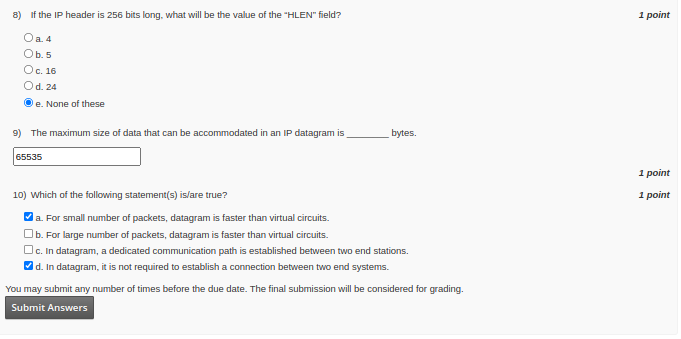 8) If the IP header is 256 bits long, what will be the value of the “HLEN” field? 1 point
a. 4
b. 5
c. 16
d. 24
e. None of these
9) The maximum size of data that can be accommodated in an IP datagram is ________ bytes.
65535
1 point
10) Which of the following statement(s) is/are true? 1 point
a. For small number of packets, datagram is faster than virtual circuits.
b. For large number of packets, datagram is faster than virtual circuits.
c. In datagram, a dedicated communication path is established between two end stations.
d. In datagram, it is not required to establish a connection between two end systems.
You may submit any number of times before the due date. The final submission will be considered for grading.
Submit Answers